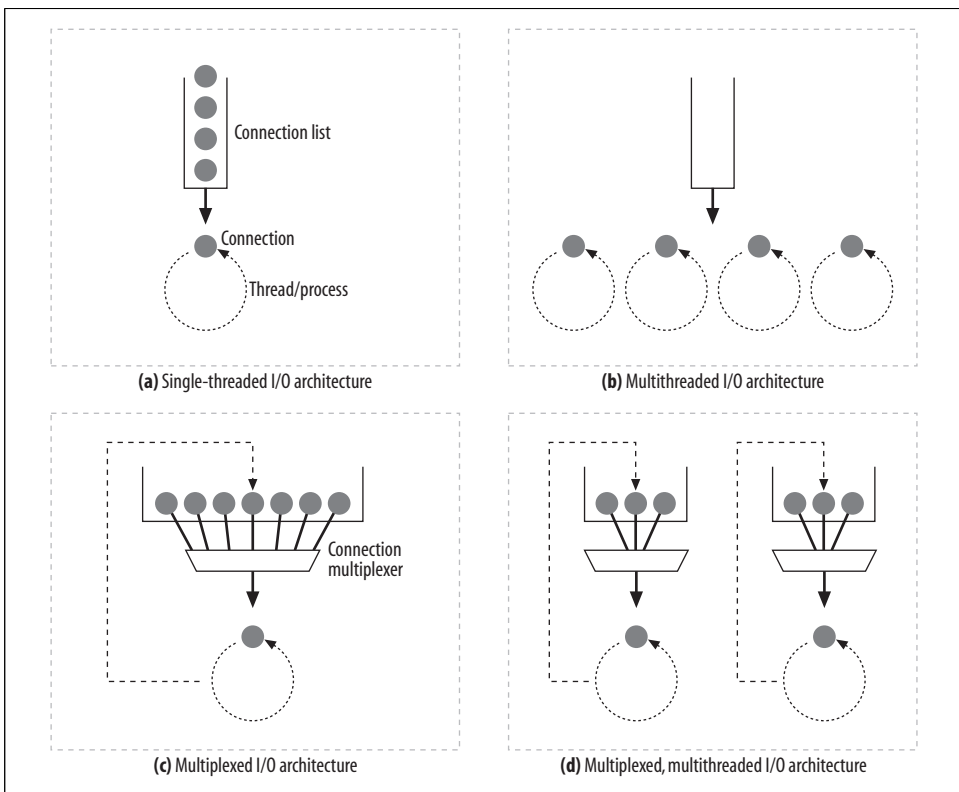 Connection list
Connection
Thread/process
(a) Single-threaded I/O architecture
(b) Multithreaded I/O architecture
Connection
multiplexer
(c) Multiplexed I/O architecture
(d) Multiplexed, multithreaded I/O architecture